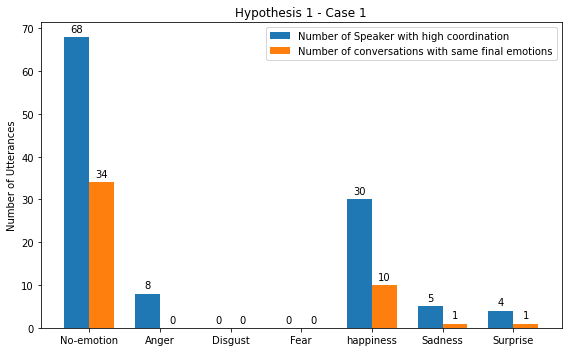 Hypothesis 1 - Case 1
Number of Speaker with high coordination
Number of conversations with same final emotions
Number of Utterances
70
60
50
40
30
20
10
0
68
34
8
0
0
0
0
0
30
10
5
1
4
1
No-emotion
Anger
Disgust
Fear
happiness
Sadness
Surprise